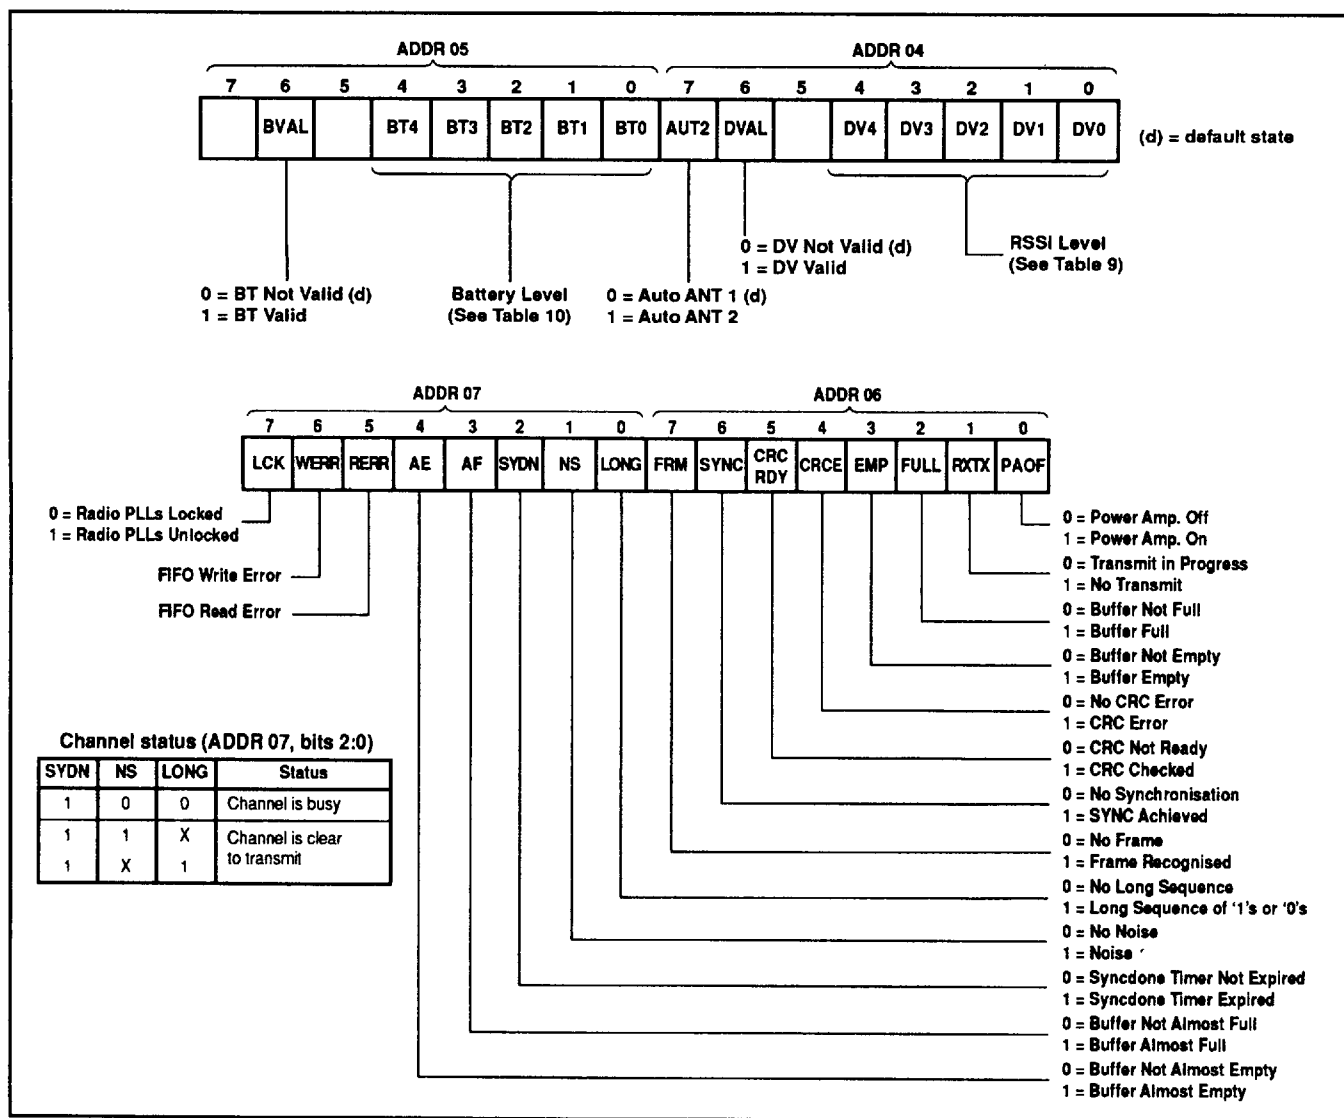 ADDR 05 ADDR 04
7 6 5 4 3 2 1 0 7 6 5 4 3 2 1 0
BVAL BT4 BT3 BT2 BT1 BT0 AUT2 DVAL DV4 DV3 DV2 DV1 DV0
(d) = default state
0 = DV Not Valid (d)
1 = DV Valid
RSSI Level
(See Table 9)
0 = BT Not Valid (d)
1 = BT Valid
Battery Level
(See Table 10)
0 = Auto ANT 1 (d)
1 = Auto ANT 2
ADDR 07 ADDR 06
7 6 5 4 3 2 1 0 7 6 5 4 3 2 1 0
LCK WERR RERR AE AF SYDN NS LONG FRM SYNC CRC RDY CRCE EMP FULL RXTX PAOF
0 = Radio PLLs Locked
1 = Radio PLLs Unlocked
FIFO Write Error
FIFO Read Error
0 = Power Amp. Off
1 = Power Amp. On
0 = Transmit in Progress
1 = No Transmit
0 = Buffer Not Full
1 = Buffer Full
0 = Buffer Not Empty
1 = Buffer Empty
0 = No CRC Error
1 = CRC Error
0 = CRC Not Ready
1 = CRC Checked
0 = No Synchronisation
1 = SYNC Achieved
0 = No Frame
1 = Frame Recognised
0 = No Long Sequence
1 = Long Sequence of '1's or '0's
0 = No Noise
1 = Noise
0 = Syncdone Timer Not Expired
1 = Syncdone Timer Expired
0 = Buffer Not Almost Full
1 = Buffer Almost Full
0 = Buffer Not Almost Empty
1 = Buffer Almost Empty
Channel status (ADDR 07, bits 2:0)
SYDN NS LONG Status
1 0 0 Channel is busy
1 1 X Channel is clear
1 X 1 to transmit